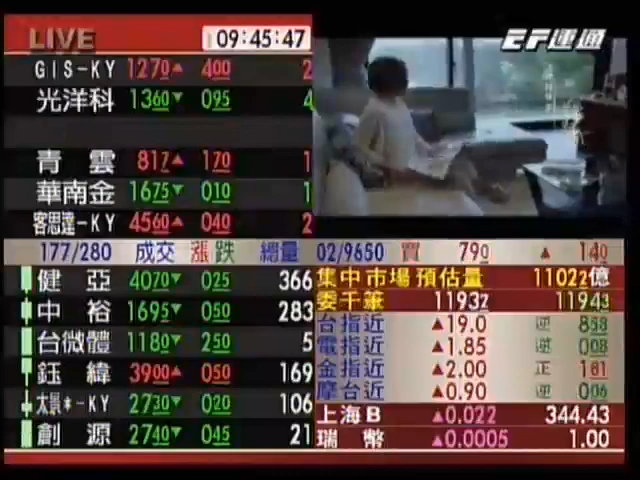 LIVE 09:45:47
GIS-KY 1270▲ 400 2
光洋科 1360▼ 095 4
青雲 817▲ 170 1
華南金 1675▼ 010 1
客思達-KY 4560▲ 040 2
177/280 成交 漲跌 總量
健亞 4070▼ 025 366
中裕 1695▼ 050 283
台微體 1180▼ 250 5
鈺緯 3900▲ 050 169
太景*-KY 2730▼ 020 106
創源 2740▼ 045 21
EF運通
02/9650 買 790 ▲ 140
集中市場預估量 11022億
委千筆 11932 11943
台指近 ▲19.0 逆 858
電指近 ▲1.85 逆 008
金指近 ▲2.00 正 181
摩台近 ▲0.90 逆 006
上海B ▲0.022 344.43
瑞幣 ▲0.0005 1.00